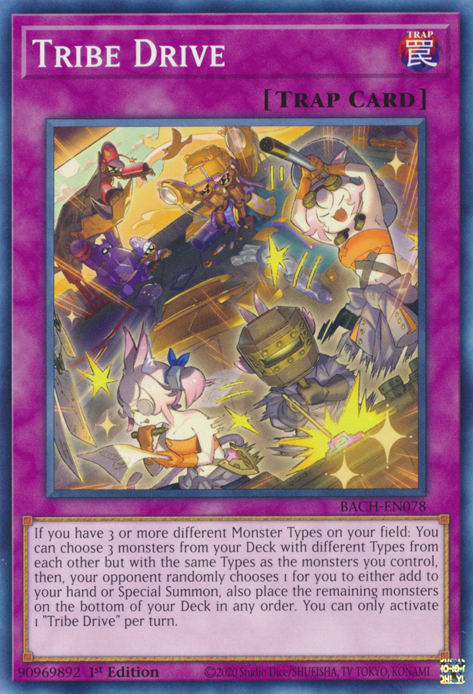 TRIBE DRIVE
TRAP
罠
[TRAP CARD]
BACH-EN078
If you have 3 or more different Monster Types on your field: You
can choose 3 monsters from your Deck with different Types from
each other but with the same Types as the monsters you control,
then, your opponent randomly chooses 1 for you to either add to
your hand or Special Summon, also place the remaining monsters
on the bottom of your Deck in any order. You can only activate
1 "Tribe Drive" per turn.
90969892 1st Edition ©2020 Studio Dice/SHUEISHA, TV TOKYO, KONAMI